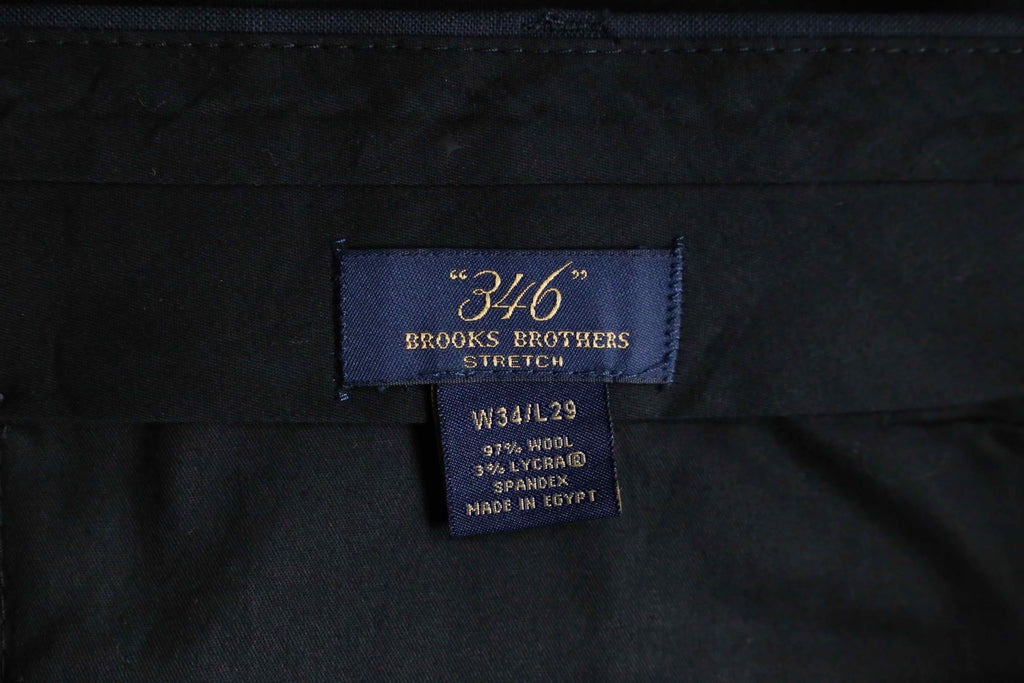 “346”
BROOKS BROTHERS
STRETCH
W34/L29
97% WOOL
3% LYCRA®
SPANDEX
MADE IN EGYPT